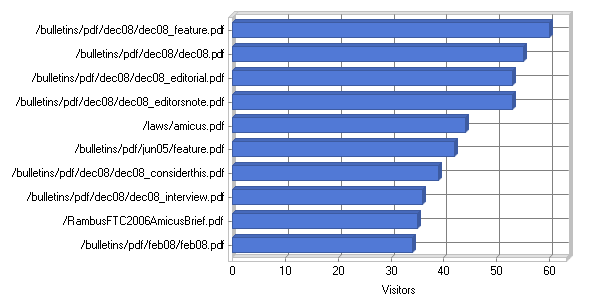 /bulletins/pdf/dec08/dec08_feature.pdf
/bulletins/pdf/dec08/dec08.pdf
/bulletins/pdf/dec08/dec08_editorial.pdf
/bulletins/pdf/dec08/dec08_editorsnote.pdf
/laws/amicus.pdf
/bulletins/pdf/jun05/feature.pdf
/bulletins/pdf/dec08/dec08_considerthis.pdf
/bulletins/pdf/dec08/dec08_interview.pdf
/RambusFTC2006AmicusBrief.pdf
/bulletins/pdf/feb08/feb08.pdf
0 10 20 30 40 50 60
Visitors